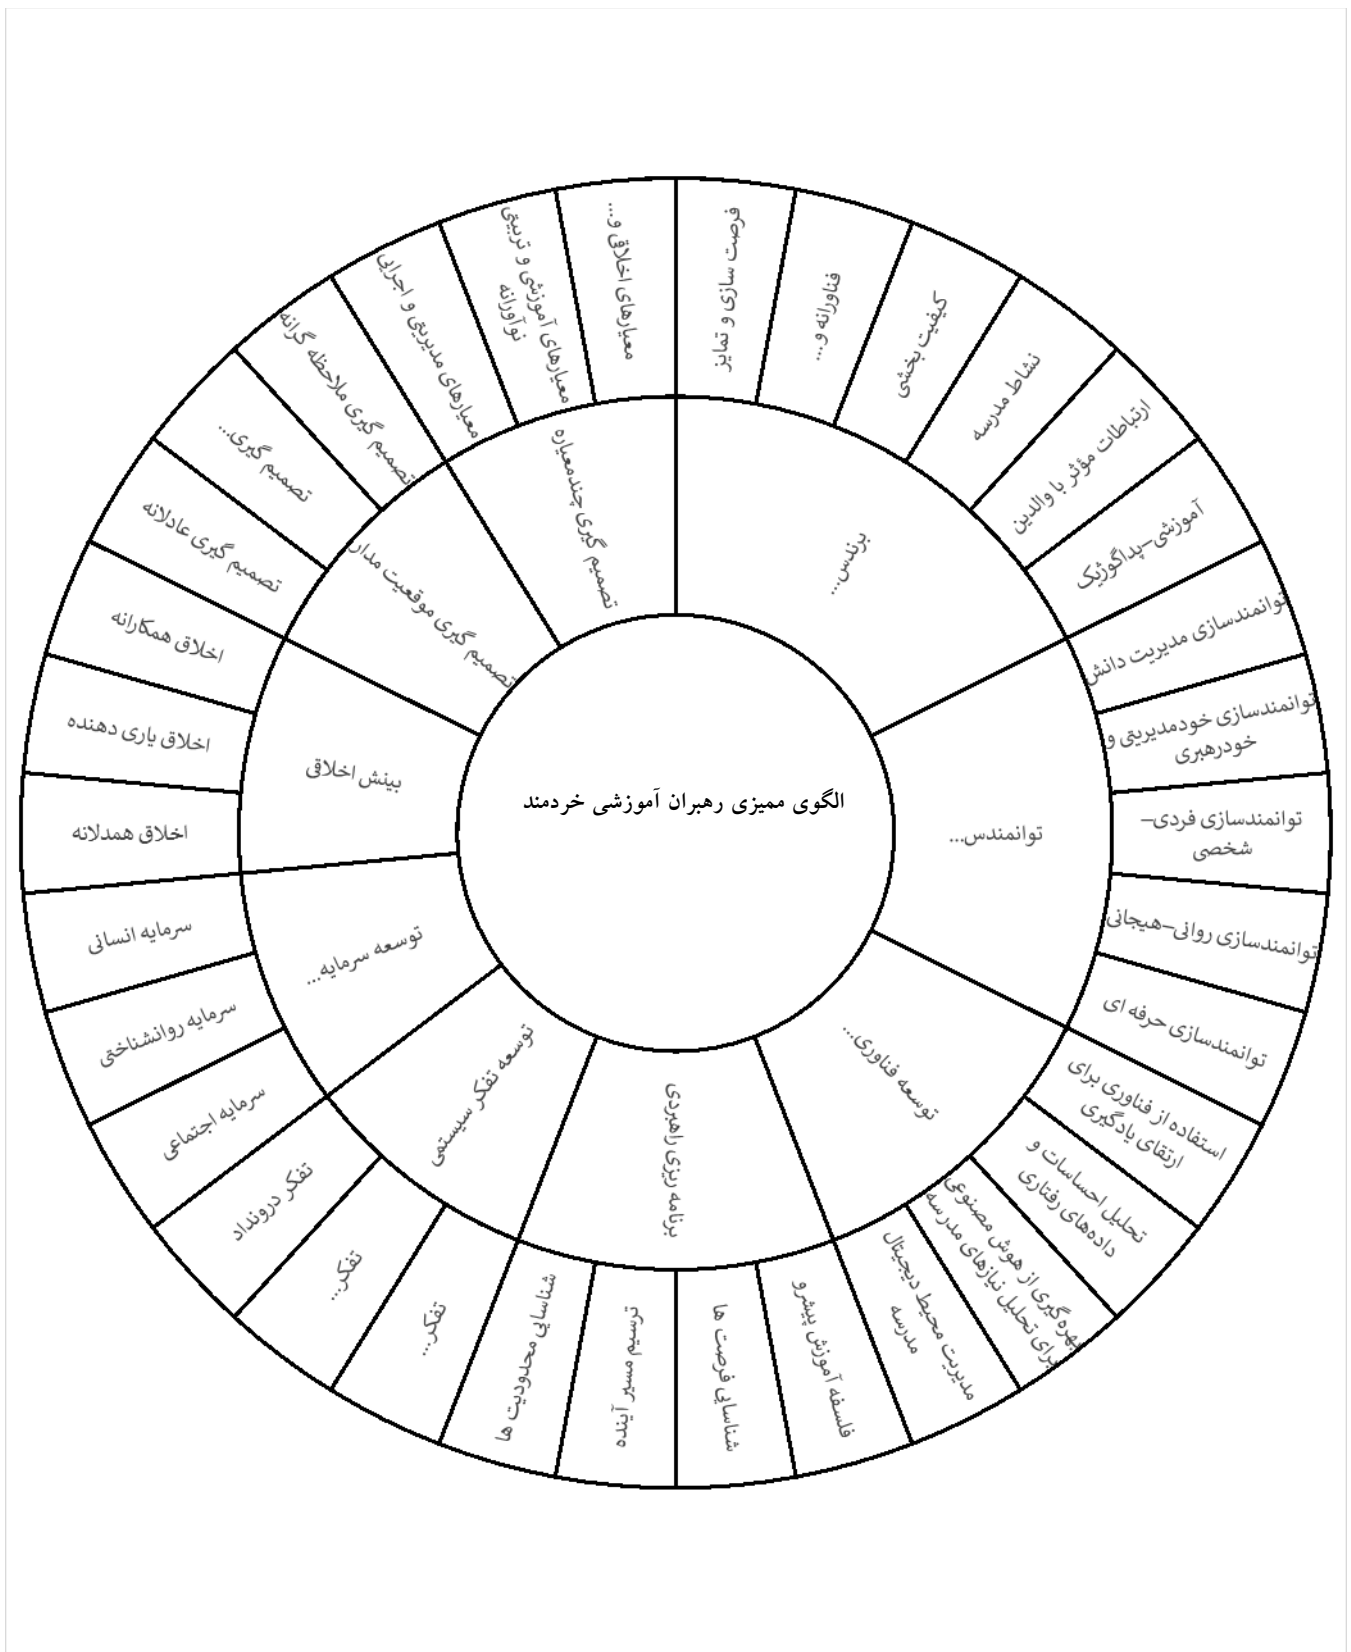 الگوی ممیزی رهبران آموزشی خردمند
برندس...
فرصت سازی و تمایز
فناورانه و...
کیفیت بخشی
نشاط مدرسه
ارتباطات مؤثر با والدین
آموزشی-پداگوژیک
توانمندس...
توانمندسازی مدیریت دانش
توانمندسازی خودمدیریتی و
خودرهبری
توانمندسازی فردی-
شخصی
توانمندسازی روانی-هیجانی
توانمندسازی حرفه ای
توسعه فناوری...
استفاده از فناوری برای
ارتقای یادگیری
تحلیل احساسات و
داده‌های رفتاری
بهره گیری از هوش مصنوعی
برای تحلیل نیازهای مدرسه
مدیریت محیط دیجیتال
مدرسه
برنامه ریزی راهبردی
فلسفه آموزش پیشرو
شناسایی فرصت ها
ترسیم مسیر آینده
شناسایی محدودیت ها
توسعه تفکر سیستمی
تفکر...
تفکر...
تفکر درونداد
توسعه سرمایه...
سرمایه اجتماعی
سرمایه روانشناختی
سرمایه انسانی
بینش اخلاقی
اخلاق همدلانه
اخلاق یاری دهنده
اخلاق همکارانه
تصمیم گیری موقعیت مدار
تصمیم گیری عادلانه
تصمیم گیری...
تصمیم گیری ملاحظه گرانه
تصمیم گیری چندمعیاره
معیارهای مدیریتی و اجرایی
معیارهای آموزشی و تربیتی
نوآورانه
معیارهای اخلاقی و...